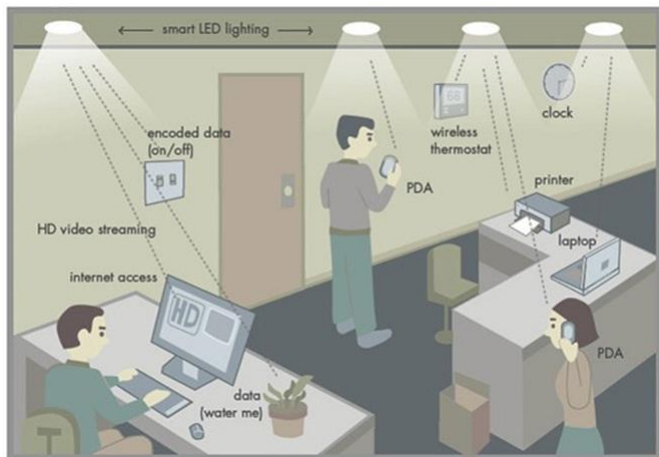 smart LED lighting
encoded data
(on/off)
68
wireless
thermostat
clock
PDA
printer
HD video streaming
laptop
internet access
HD
PDA
data
(water me)